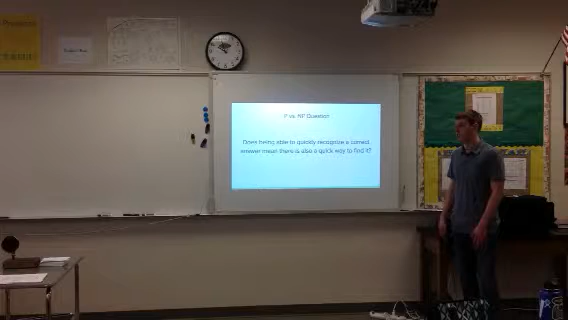 P vs. NP Question
Does being able to quickly recognize a correct
answer mean there is also a quick way to find it?